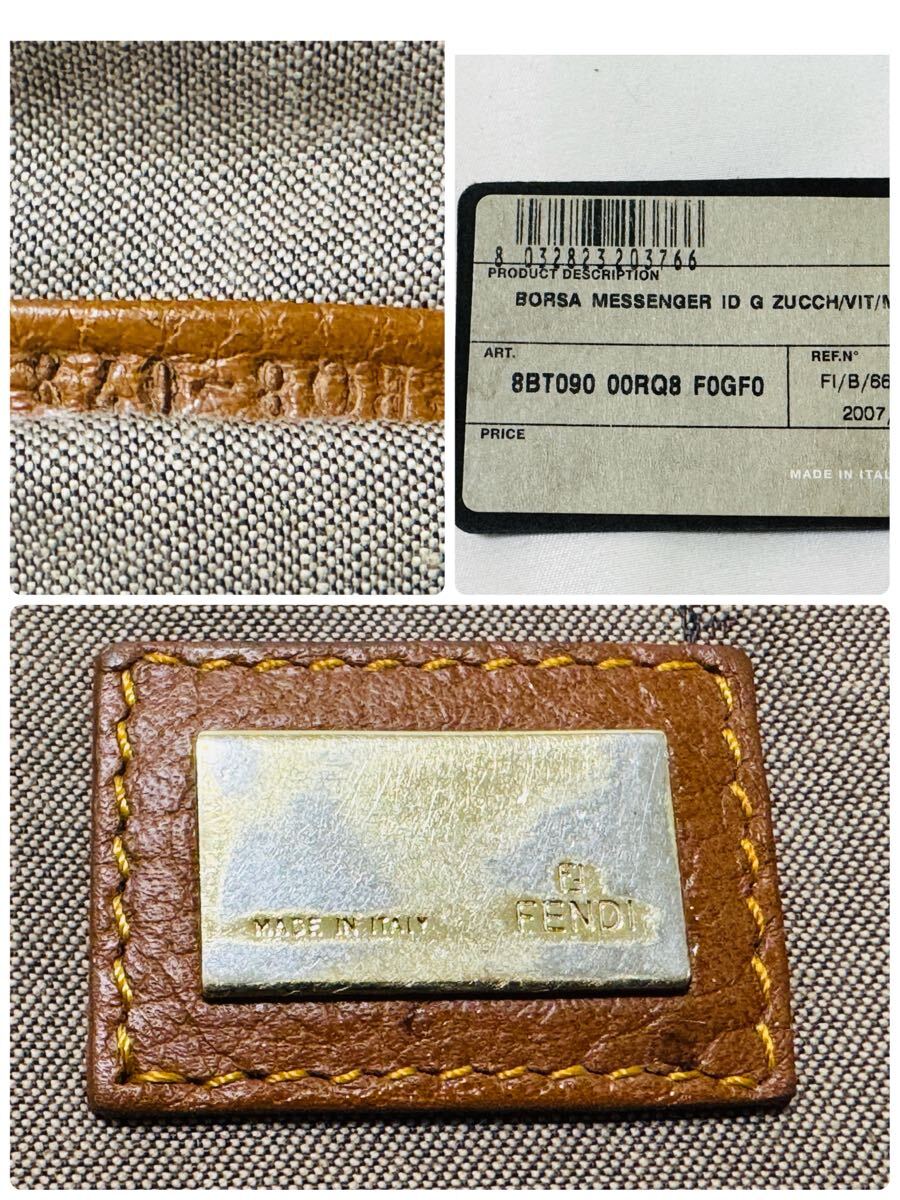 8 032823 203766
PRODUCT DESCRIPTION
BORSA MESSENGER ID G ZUCCH/VIT/
ART.
REF.N°
8BT090 00RQ8 F0GF0
FI/B/66
2007
PRICE
MADE IN ITAL
MADE IN ITALY
FENDI